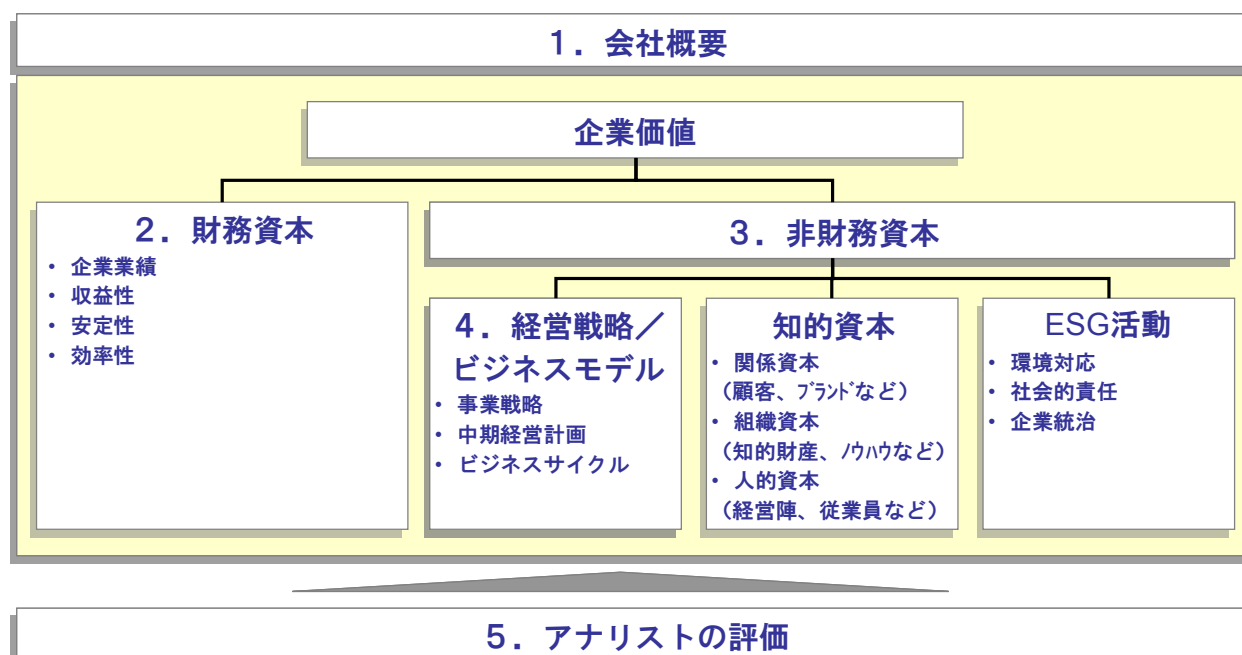 １．会社概要
企業価値
２．財務資本
• 企業業績
• 収益性
• 安定性
• 効率性
３．非財務資本
４．経営戦略／
ビジネスモデル
• 事業戦略
• 中期経営計画
• ビジネスサイクル
知的資本
• 関係資本
（顧客、ﾌﾞﾗﾝﾄﾞなど）
• 組織資本
（知的財産、ﾉｳﾊｳなど）
• 人的資本
（経営陣、従業員など）
ESG活動
• 環境対応
• 社会的責任
• 企業統治
５．アナリストの評価